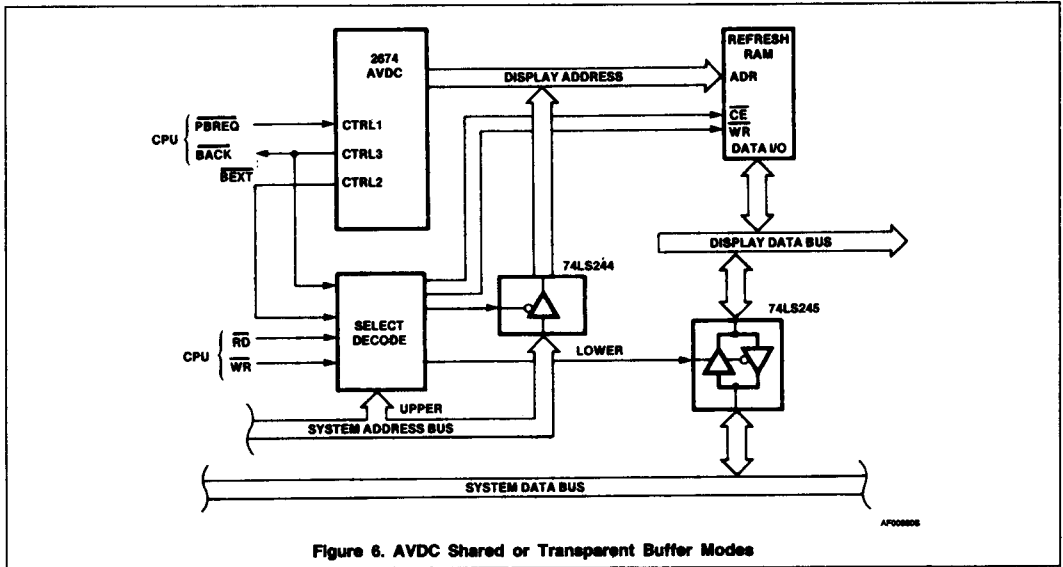 2674
AVDC
REFRESH
RAM
DISPLAY ADDRESS
ADR
CPU
PBREQ
CTRL1
CE
WR
BACK
CTRL3
DATA I/O
BEXT
CTRL2
DISPLAY DATA BUS
74LS244
74LS245
SELECT
DECODE
CPU
RD
WR
LOWER
UPPER
SYSTEM ADDRESS BUS
SYSTEM DATA BUS
Figure 6. AVDC Shared or Transparent Buffer Modes